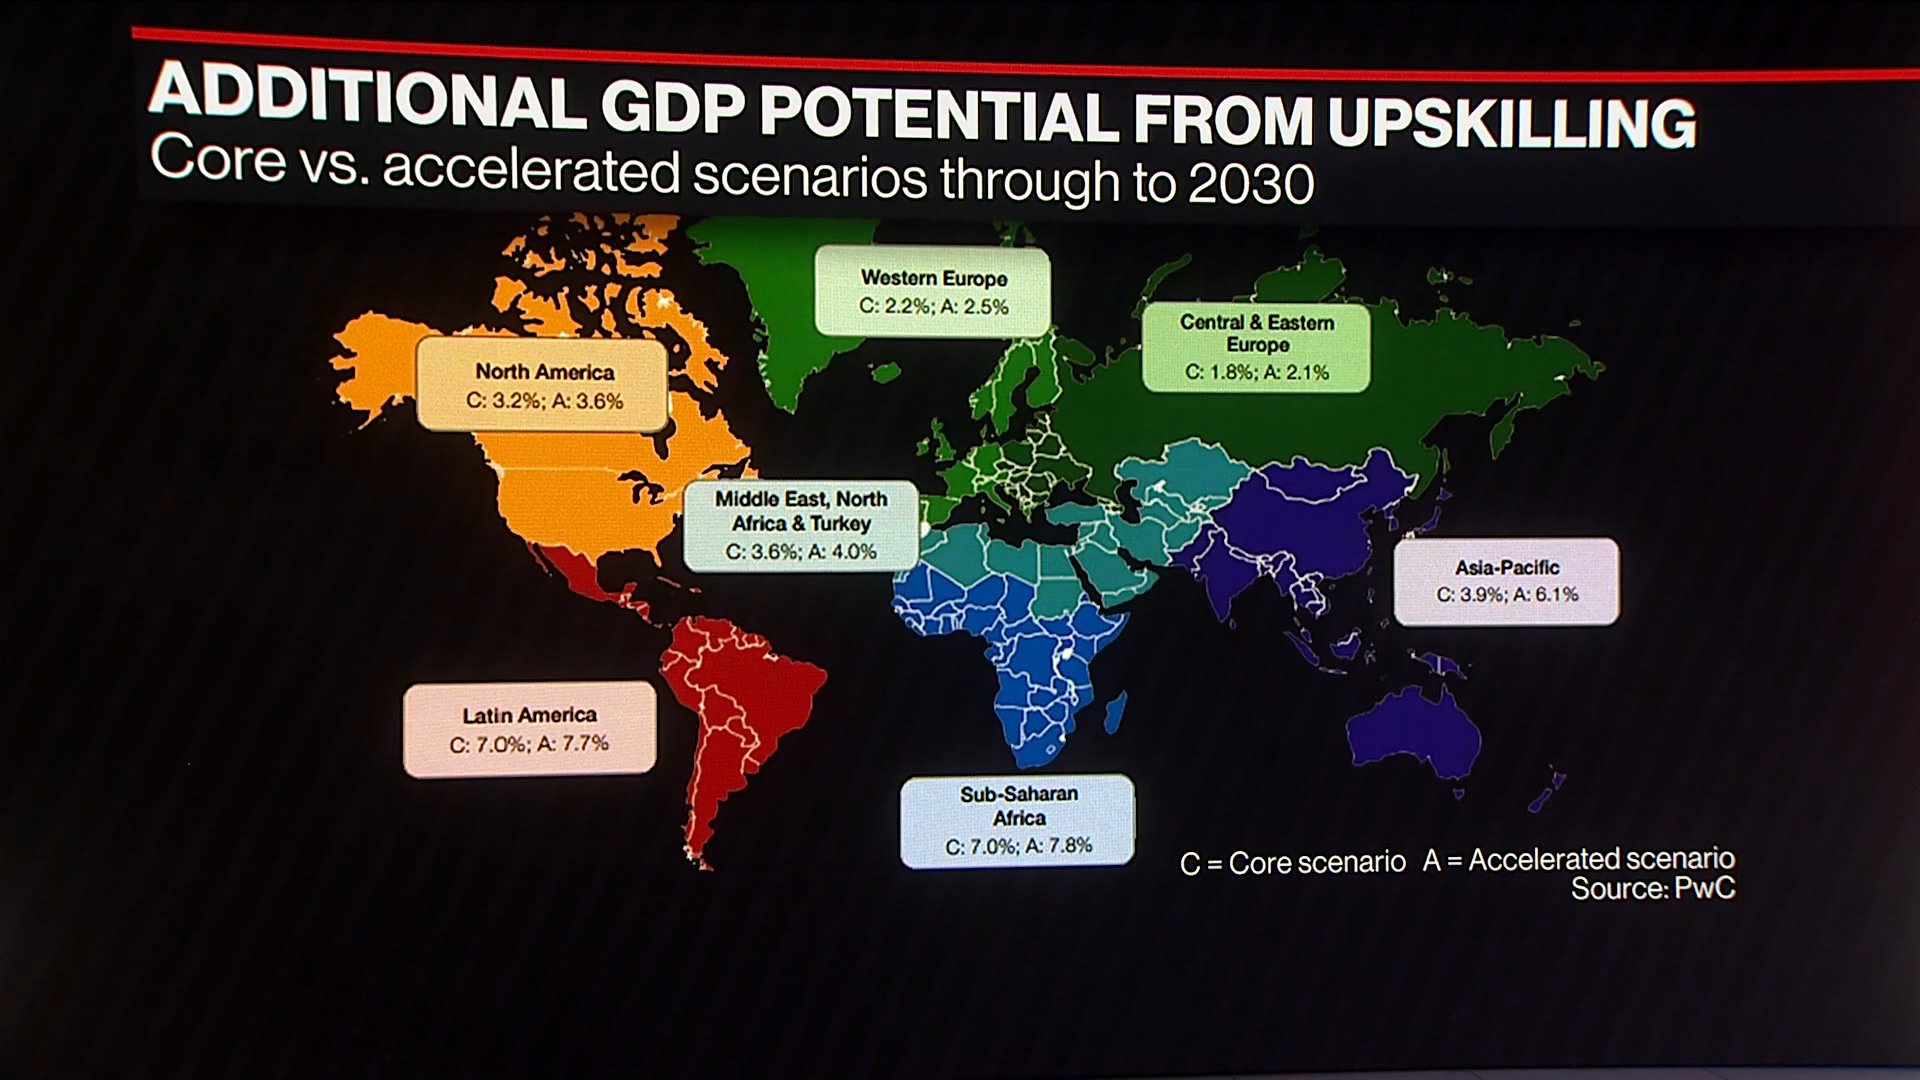 ADDITIONAL GDP POTENTIAL FROM UPSKILLING
Core vs. accelerated scenarios through to 2030
Western Europe
C: 2.2%; A: 2.5%
Central & Eastern
Europe
C: 1.8%; A: 2.1%
North America
C: 3.2%; A: 3.6%
Middle East, North
Africa & Turkey
C: 3.6%; A: 4.0%
Asia-Pacific
C: 3.9%; A: 6.1%
Latin America
C: 7.0%; A: 7.7%
Sub-Saharan
Africa
C: 7.0%; A: 7.8%
C = Core scenario A = Accelerated scenario
Source: PwC